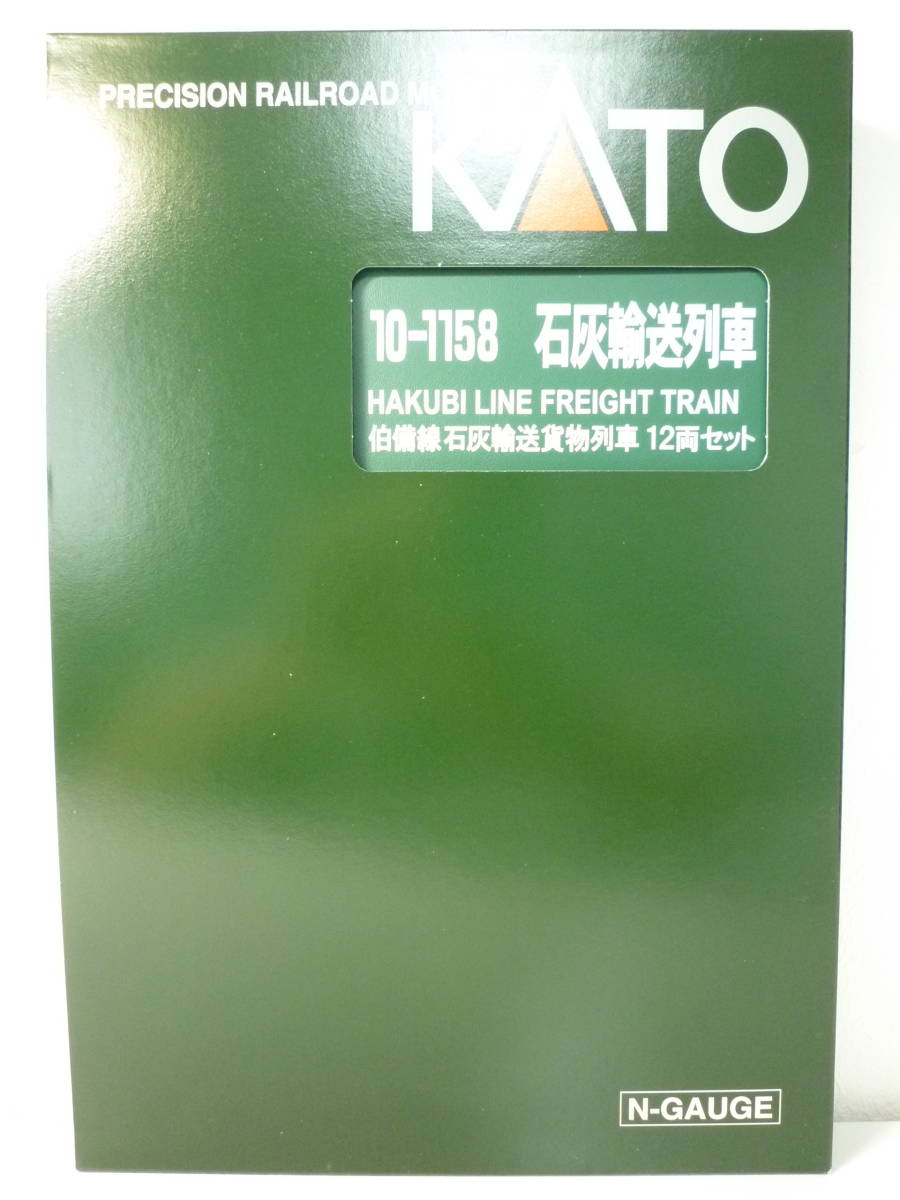 PRECISION RAILROAD
KATO
10-1158 石灰輸送列車
HAKUBI LINE FREIGHT TRAIN
伯備線石灰輸送貨物列車 12両セット
N-GAUGE